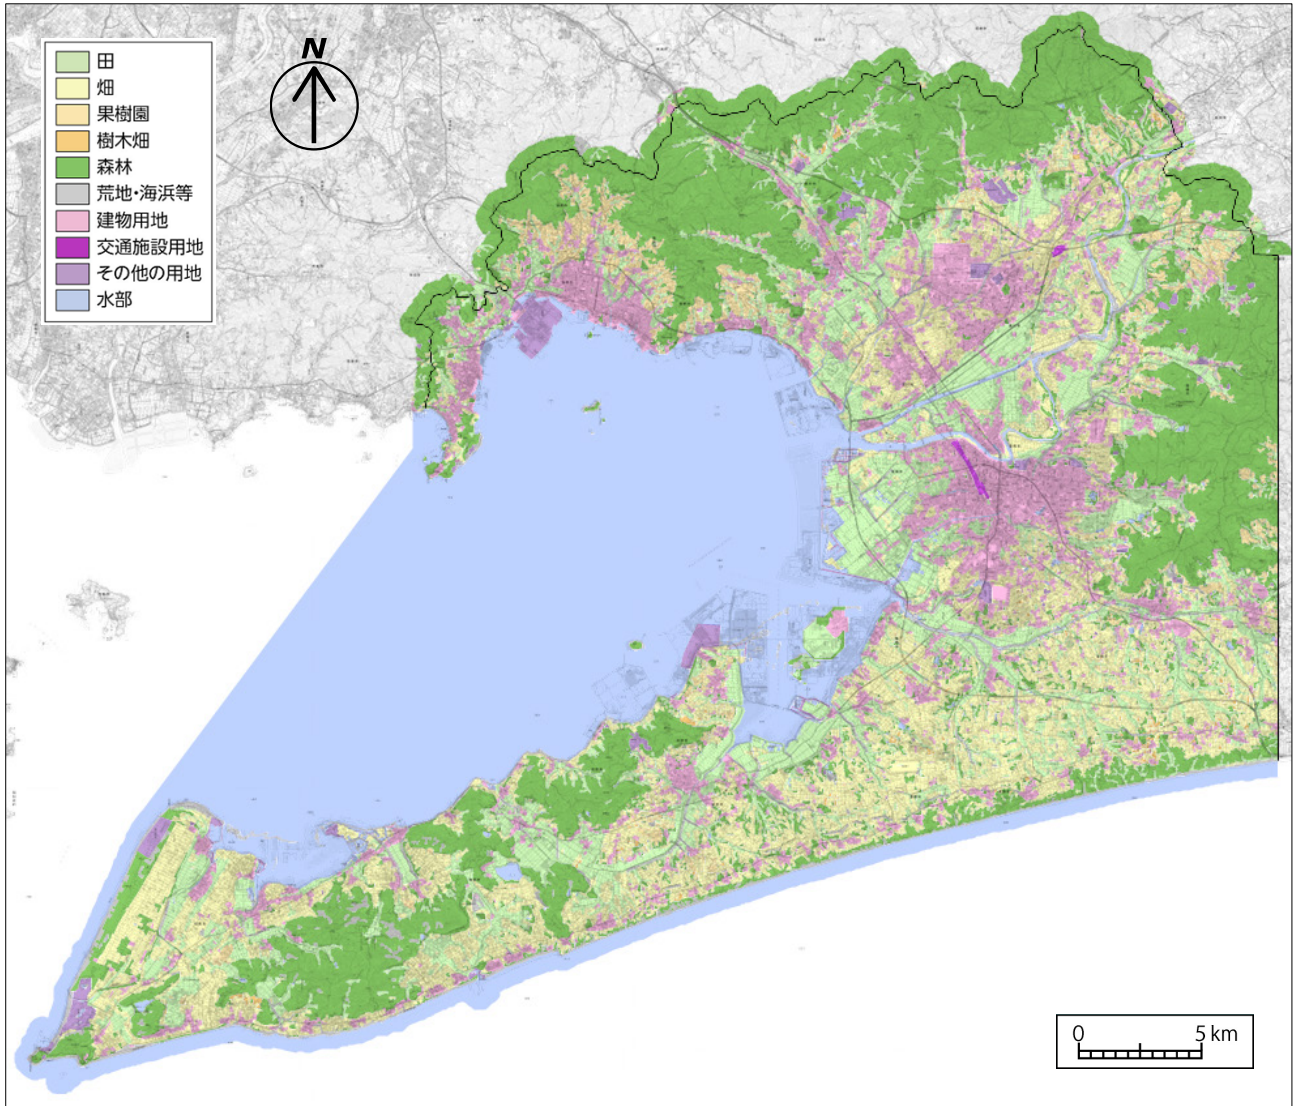 N
田
畑
果樹園
樹木畑
森林
荒地・海浜等
建物用地
交通施設用地
その他の用地
水部
0 5 km